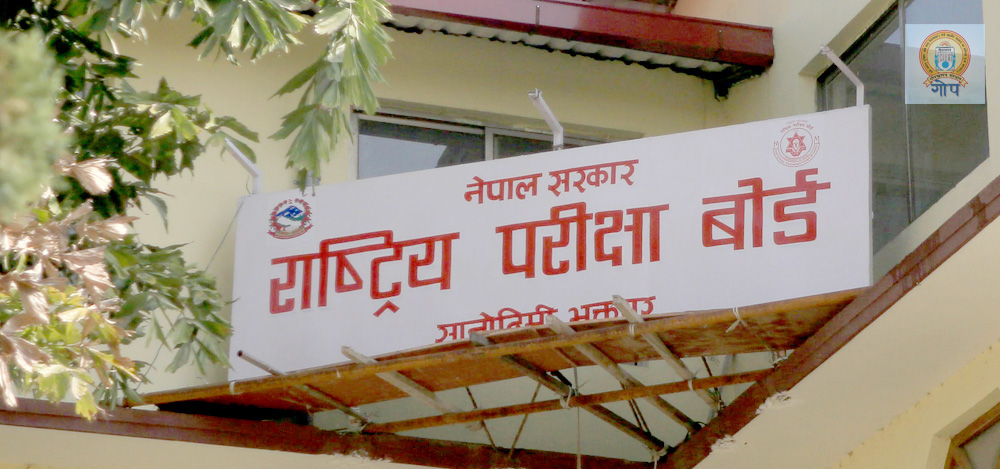 नेपाल सरकार
राष्ट्रिय परीक्षा बोर्ड
सानोठिमी भक्तपुर
गोप